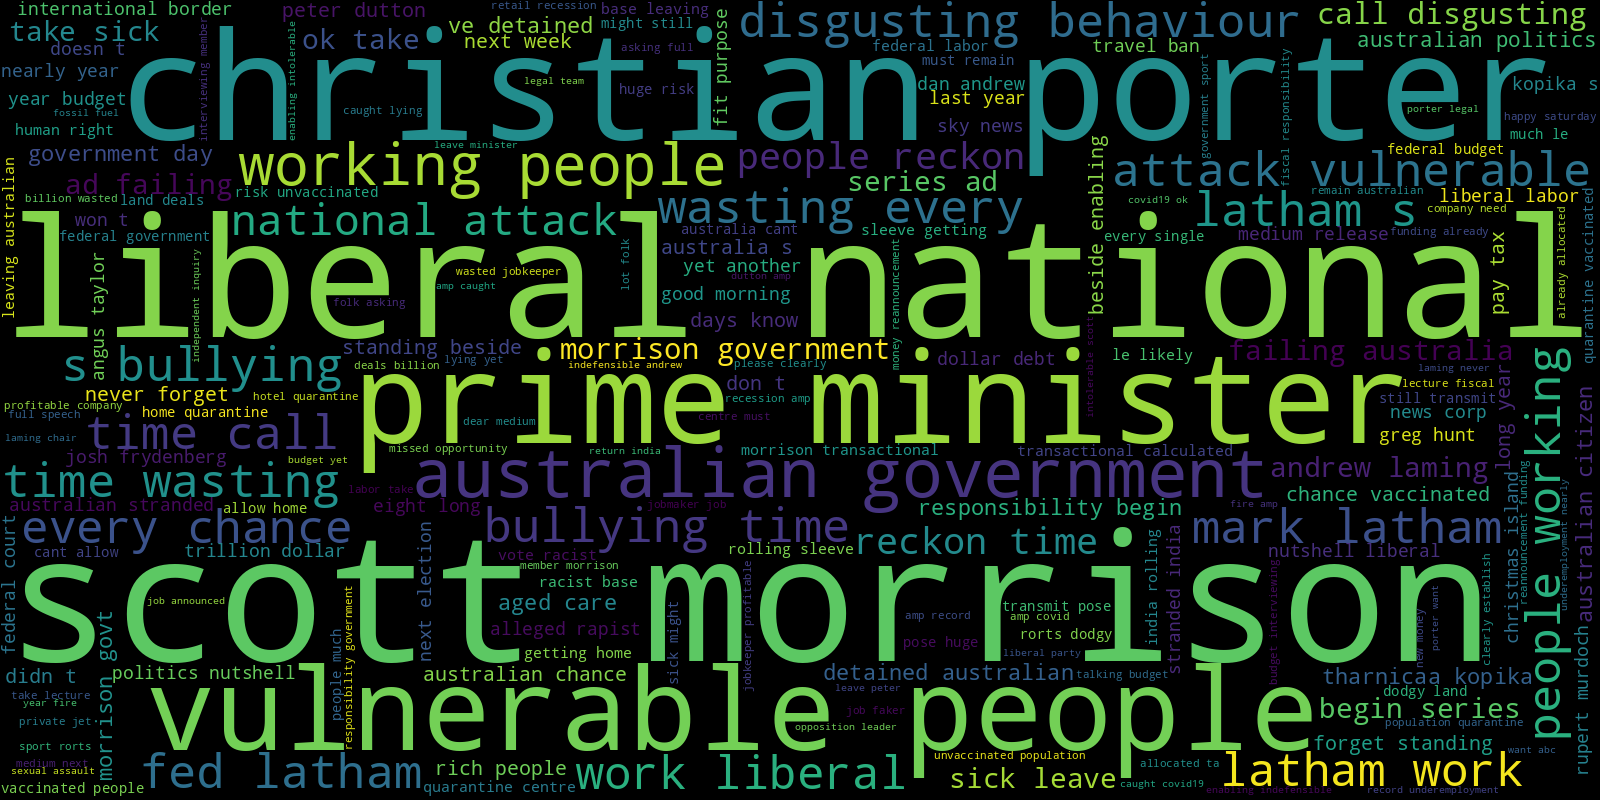 international border
peter dutton
retail recession
base leaving
disgusting behaviour
call disgusting
take sick
ok take
ve detained
next week
might still
fit purpose
federal labor
travel ban
australian politics
doesn t
interviewing member
enabling intolerable
asking full
must remain
fiscal responsibility
government sport
nearly year
christian porter
legal team
dan andrew
kopika s
year budget
huge risk
last year
porter legal
fossil fuel
caught lying
happy saturday
human right
sky news
much le
leave minister
government day
working people
people reckon
beside enabling
federal budget
attack vulnerable
leaving australian
ad failing
risk unvaccinated
series ad
remain australian
liberal labor
billion wasted
land deals
wasting every
covid19 ok
latham s
company need
quarantine vaccinated
won t
national attack
australia cant
sleeve getting
every single
medium release
funding already
already allocated
federal government
lot folk
australia s
money reannouncement
pay tax
independent inquiry
wasted jobkeeper
yet another
dutton amp
angus taylor
amp caught
good morning
liberal national
folk asking
days know
intolerable scott
s bullying
standing beside
morrison government
dollar debt
le likely
failing australia
deals billion
lying yet
indefensible andrew
please clearly
laming never
never forget
hotel quarantine
prime minister
don t
lecture fiscal
people working
profitable company
home quarantine
recession amp
still transmit
full speech
dear medium
centre must
news corp
laming chair
time call
greg hunt
long year
australian citizen
josh frydenberg
budget yet
missed opportunity
return india
morrison transactional
transactional calculated
time wasting
australian government
andrew laming
labor take
chance vaccinated
australian stranded
allow home
eight long
jobmaker job
responsibility begin
fire amp
christmas island
reannouncement funding
underemployment nearly
federal court
every chance
bullying time
reckon time
mark latham
cant allow
trillion dollar
next election
vote racist
rolling sleeve
india rolling
stranded india
nutshell liberal
member morrison
racist base
jobkeeper profitable
budget interviewing
clearly establish
scott morrison
job announced
responsibility government
aged care
sick might
amp record
transmit pose
amp covid
new money
porter want
morrison govt
alleged rapist
pose huge
rorts dodgy
getting home
liberal party
rupert murdoch
didn t
politics nutshell
people much
australian chance
detained australian
talking budget
tharnicaa kopika
take lecture
vulnerable people
leave peter
dodgy land
year fire
job faker
begin series
private jet
opposition leader
population quarantine
sport rorts
forget standing
want abc
medium next
unvaccinated population
sexual assault
fed latham
rich people
work liberal
allocated ta
latham work
vaccinated people
quarantine centre
sick leave
caught covid19
enabling indefensible
record underemployment